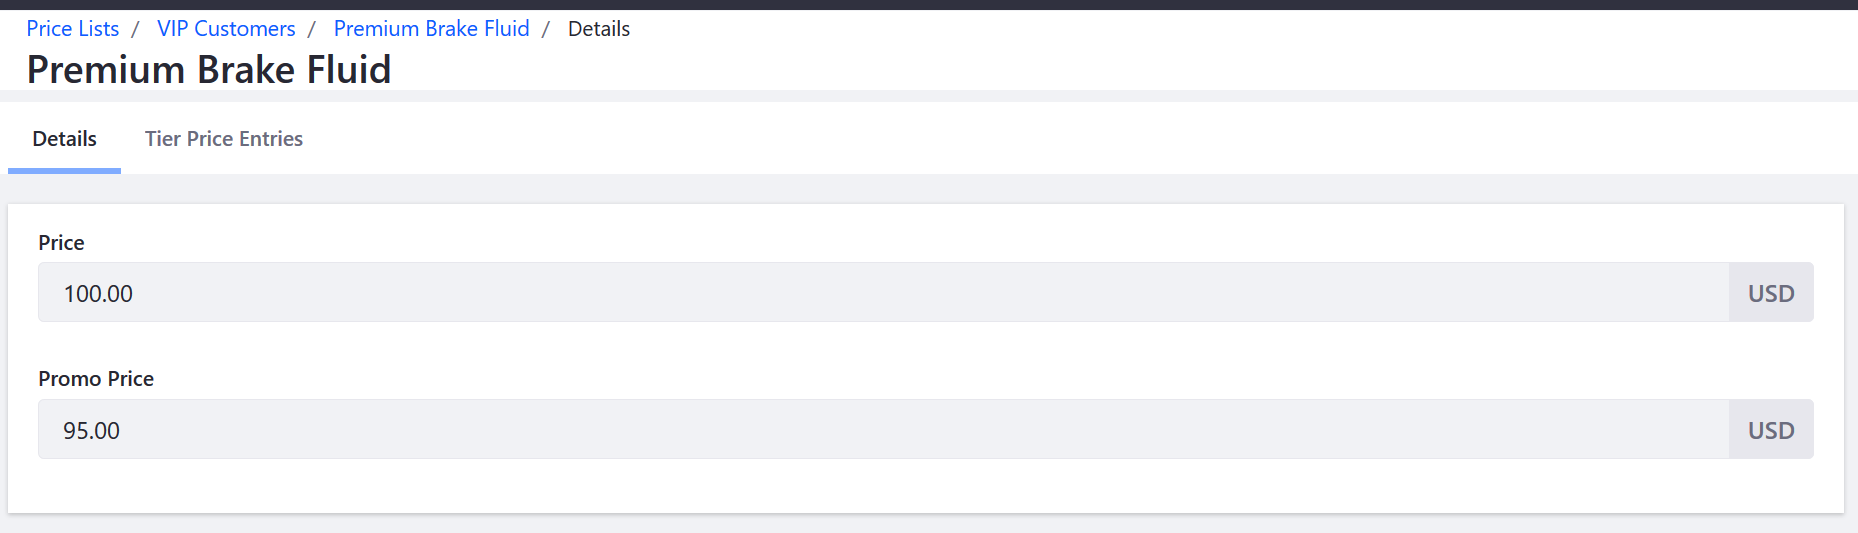 Price Lists / VIP Customers / Premium Brake Fluid / Details
Premium Brake Fluid
Details Tier Price Entries
Price
100.00 USD
Promo Price
95.00 USD